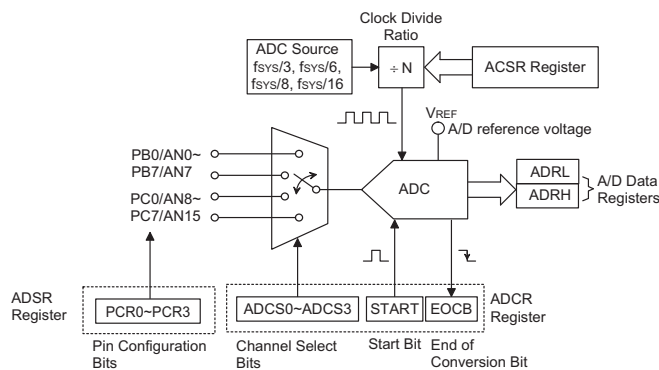 Clock Divide
Ratio
ADC Source
fSYS/3, fSYS/6,
fSYS/8, fSYS/16
÷ N
ACSR Register
VREF
A/D reference voltage
PB0/AN0~
PB7/AN7
PC0/AN8~
PC7/AN15
ADC
ADRL
ADRH
A/D Data
Registers
ADSR
Register
PCR0~PCR3
ADCS0~ADCS3
START
EOCB
ADCR
Register
Pin Configuration
Bits
Channel Select
Bits
Start Bit
End of
Conversion Bit